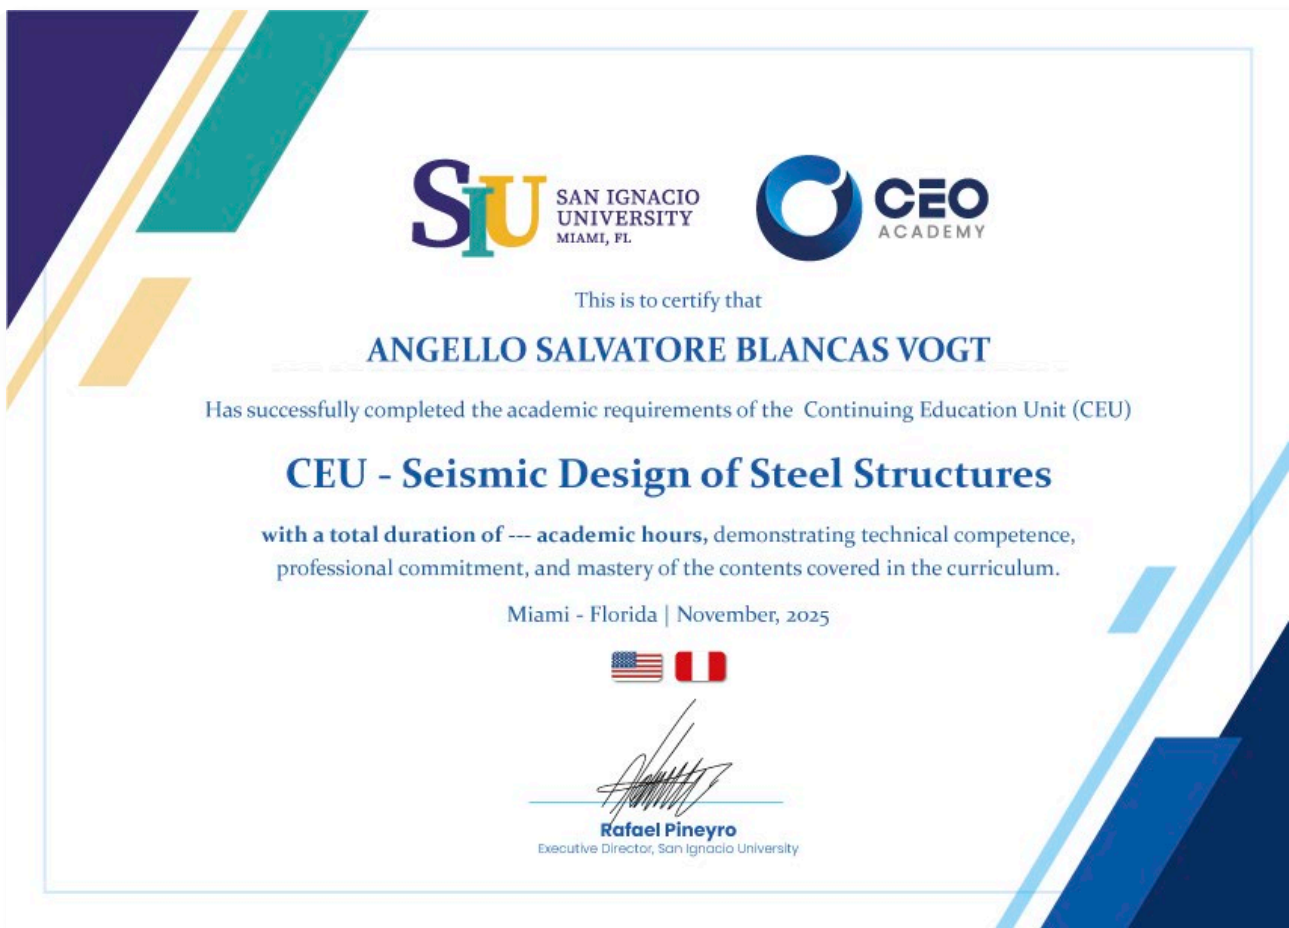 SIU SAN IGNACIO
UNIVERSITY
MIAMI, FL
CEO
ACADEMY
This is to certify that
ANGELLO SALVATORE BLANCAS VOGT
Has successfully completed the academic requirements of the Continuing Education Unit (CEU)
CEU - Seismic Design of Steel Structures
with a total duration of --- academic hours, demonstrating technical competence,
professional commitment, and mastery of the contents covered in the curriculum.
Miami - Florida | November, 2025
Rafael Pineyro
Executive Director, San Ignacio University